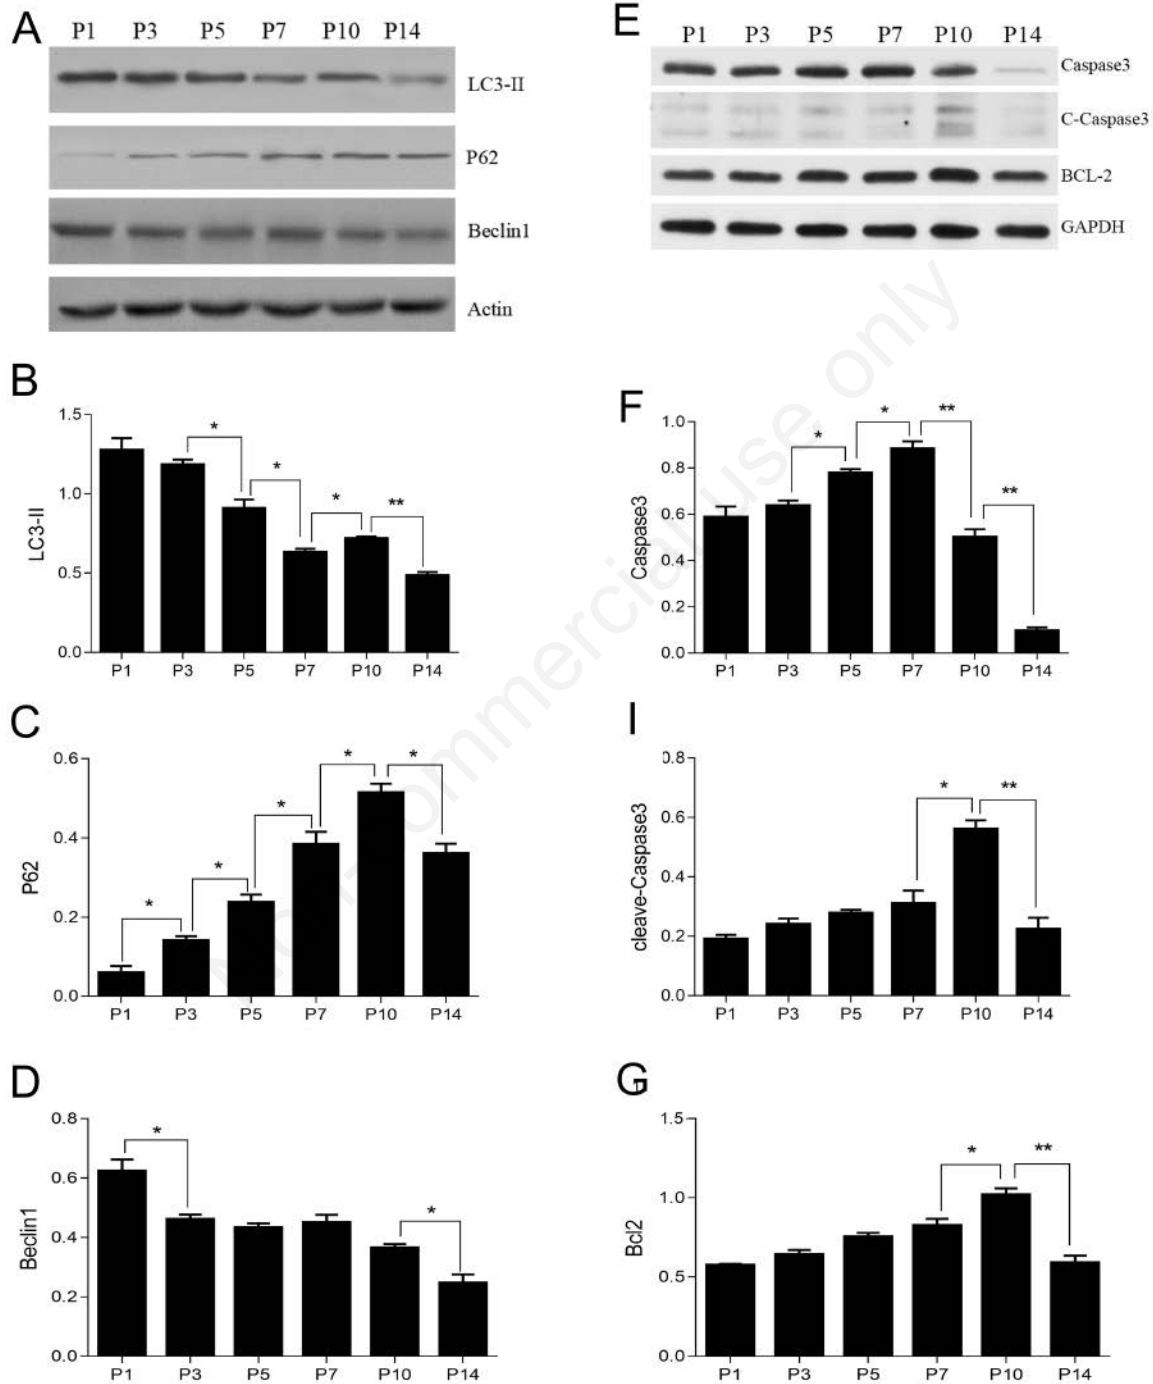 A
P1 P3 P5 P7 P10 P14
LC3-II
P62
Beclin1
Actin
E
P1 P3 P5 P7 P10 P14
Caspase3
C-Caspase3
BCL-2
GAPDH
B
LC3-II
1.5
1.0
0.5
0.0
* * * **
P1 P3 P5 P7 P10 P14
F
Caspase3
1.0
0.8
0.6
0.4
0.2
0.0
* * ** **
P1 P3 P5 P7 P10 P14
C
P62
0.6
0.4
0.2
0.0
* * * * *
P1 P3 P5 P7 P10 P14
I
cleave-Caspase3
0.8
0.6
0.4
0.2
0.0
* **
P1 P3 P5 P7 P10 P14
D
Beclin1
0.8
0.6
0.4
0.2
0.0
* *
P1 P3 P5 P7 P10 P14
G
Bcl2
1.5
1.0
0.5
0.0
* **
P1 P3 P5 P7 P10 P14
Non-commercial use only